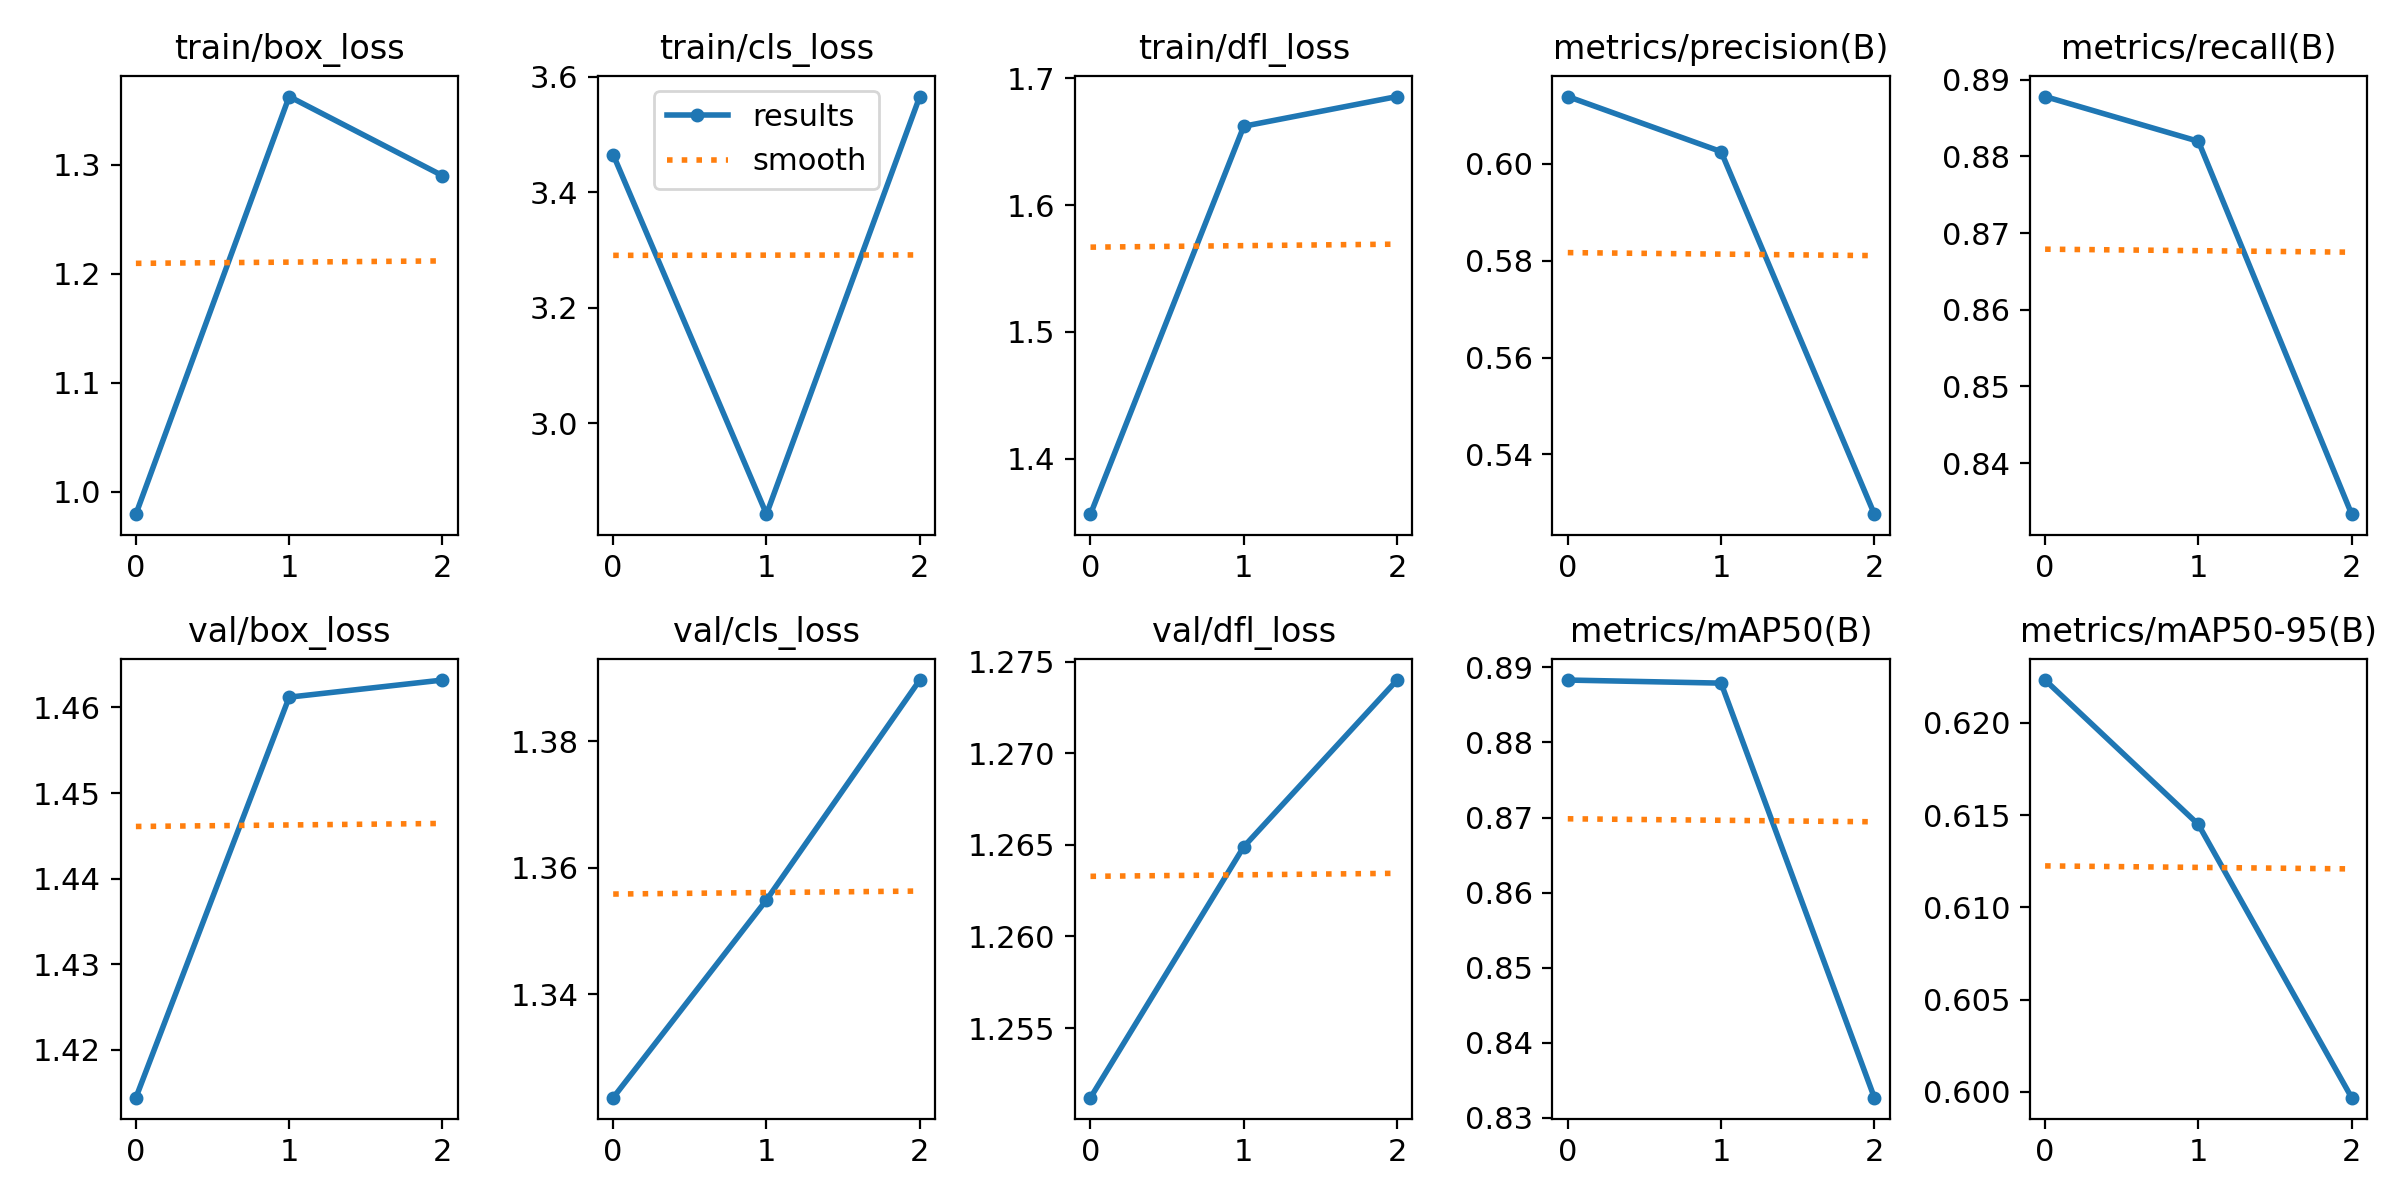 train/box_loss
train/cls_loss
train/dfl_loss
metrics/precision(B)
metrics/recall(B)
1.3
1.2
1.1
1.0
0 1 2
3.6
3.4
3.2
3.0
results
smooth
0 1 2
1.7
1.6
1.5
1.4
0 1 2
0.60
0.58
0.56
0.54
0 1 2
0.89
0.88
0.87
0.86
0.85
0.84
0 1 2
val/box_loss
val/cls_loss
val/dfl_loss
metrics/mAP50(B)
metrics/mAP50-95(B)
1.46
1.45
1.44
1.43
1.42
0 1 2
1.38
1.36
1.34
0 1 2
1.275
1.270
1.265
1.260
1.255
0 1 2
0.89
0.88
0.87
0.86
0.85
0.84
0.83
0 1 2
0.620
0.615
0.610
0.605
0.600
0 1 2